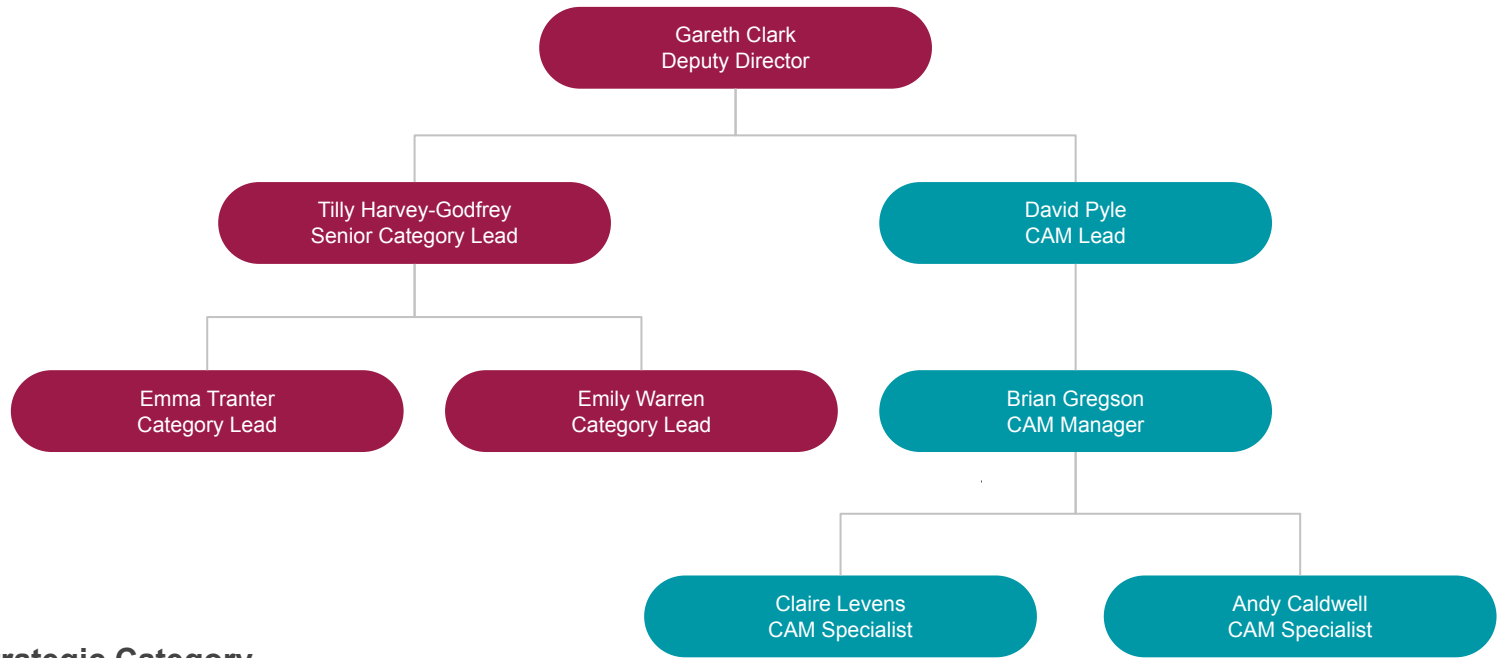 Gareth Clark
Deputy Director
Tilly Harvey-Godfrey
Senior Category Lead
David Pyle
CAM Lead
Emma Tranter
Category Lead
Emily Warren
Category Lead
Brian Gregson
CAM Manager
Claire Levens
CAM Specialist
Andy Caldwell
CAM Specialist
Category